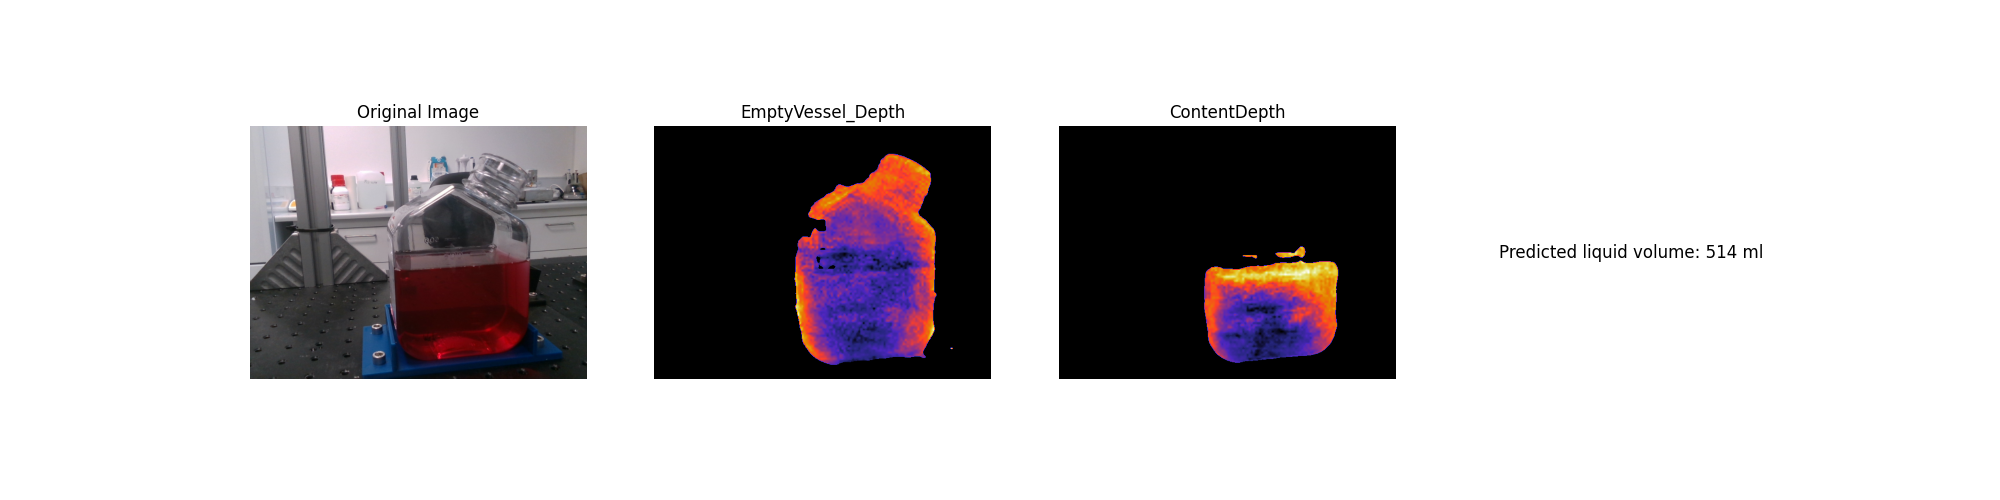 Original Image
EmptyVessel_Depth
ContentDepth
Predicted liquid volume: 514 ml